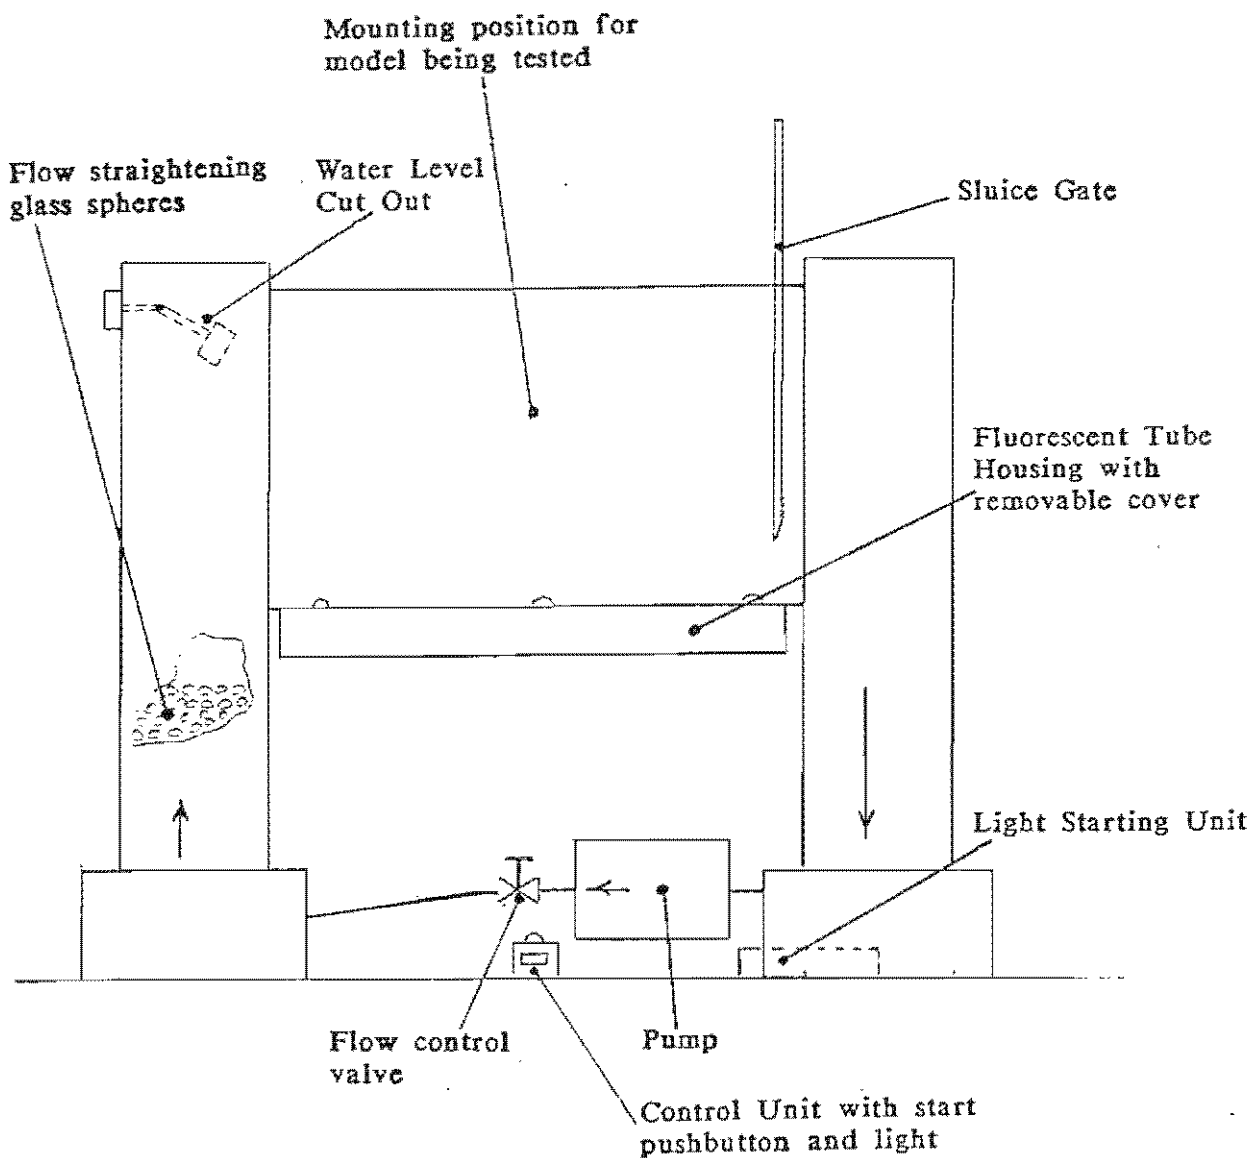 Mounting position for
model being tested
Flow straightening
glass spheres
Water Level
Cut Out
Sluice Gate
Fluorescent Tube
Housing with
removable cover
Light Starting Unit
Flow control
valve
Pump
Control Unit with start
pushbutton and light